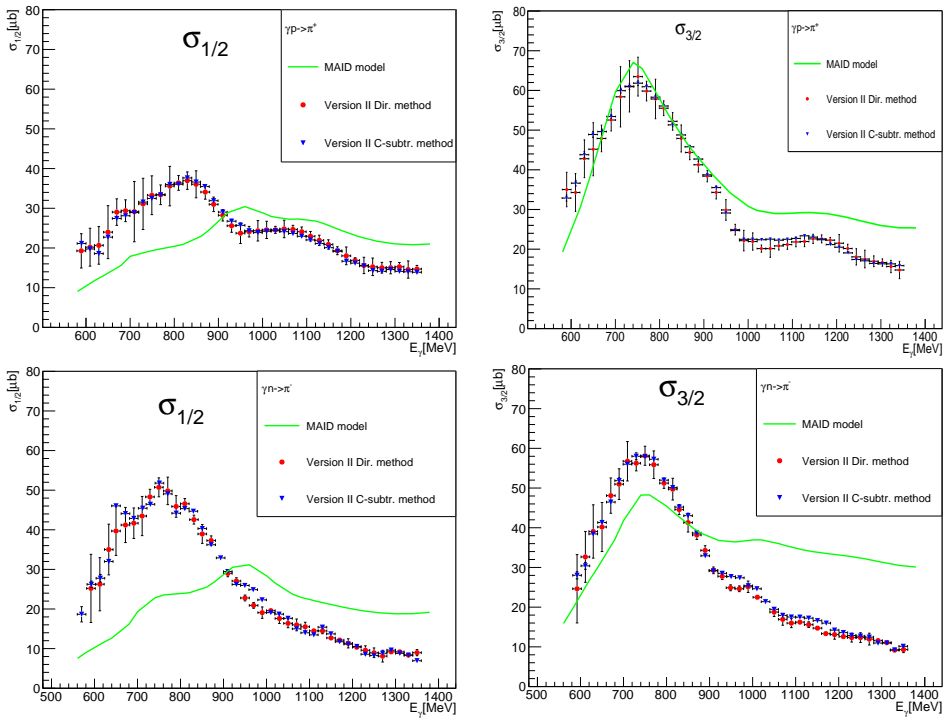 σ1/2[μb]
80
70
60
50
40
30
20
10
0
σ1/2
γp->π+
MAID model
Version II Dir. method
Version II C-subtr. method
600 700 800 900 1000 1100 1200 1300 1400
Eγ[MeV]
σ3/2[μb]
80
70
60
50
40
30
20
10
0
σ3/2
γp->π+
MAID model
Version II Dir. method
Version II C-subtr. method
500 600 700 800 900 1000 1100 1200 1300 1400
Eγ[MeV]
σ1/2[μb]
80
70
60
50
40
30
20
10
0
σ1/2
γn->π-
MAID model
Version II Dir. method
Version II C-subtr. method
500 600 700 800 900 1000 1100 1200 1300 1400
Eγ[MeV]
σ3/2[μb]
80
70
60
50
40
30
20
10
0
σ3/2
γn->π-
MAID model
Version II Dir. method
Version II C-subtr. method
500 600 700 800 900 1000 1100 1200 1300 1400
Eγ[MeV]